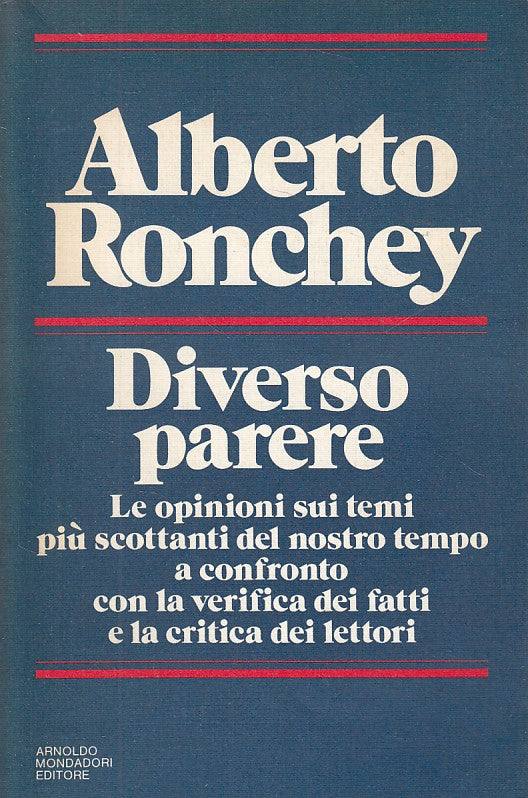 Alberto
Ronchey
Diverso
parere
Le opinioni sui temi
più scottanti del nostro tempo
a confronto
con la verifica dei fatti
e la critica dei lettori
ARNOLDO
MONDADORI
EDITORE